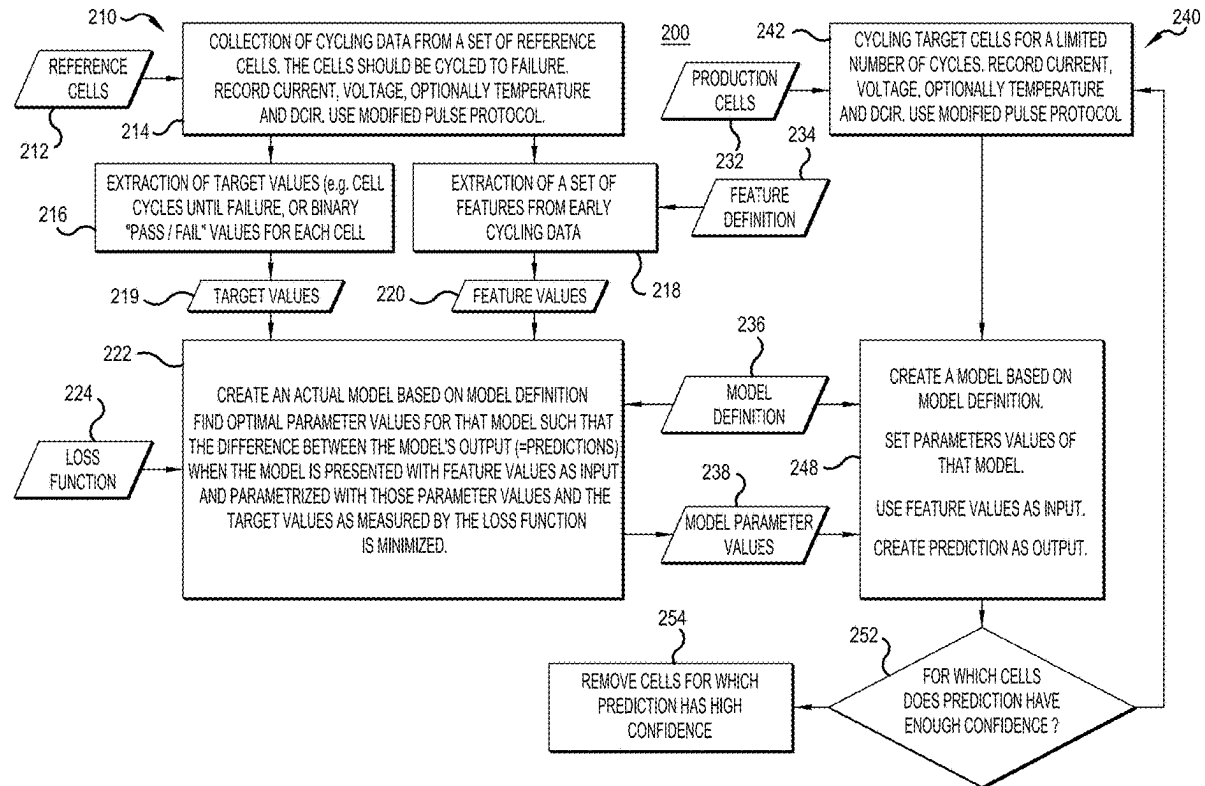 210
COLLECTION OF CYCLING DATA FROM A SET OF REFERENCE
CELLS. THE CELLS SHOULD BE CYCLED TO FAILURE.
RECORD CURRENT, VOLTAGE, OPTIONALLY TEMPERATURE
AND DCIR. USE MODIFIED PULSE PROTOCOL.
214
REFERENCE
CELLS
212
200
242
240
CYCLING TARGET CELLS FOR A LIMITED
NUMBER OF CYCLES. RECORD CURRENT,
VOLTAGE, OPTIONALLY TEMPERATURE
AND DCIR. USE MODIFIED PULSE PROTOCOL
PRODUCTION
CELLS
232
234
EXTRACTION OF TARGET VALUES (e.g. CELL
CYCLES UNTIL FAILURE, OR BINARY
"PASS / FAIL" VALUES FOR EACH CELL
216
EXTRACTION OF A SET OF
FEATURES FROM EARLY
CYCLING DATA
218
FEATURE
DEFINITION
219
TARGET VALUES
220
FEATURE VALUES
222
CREATE AN ACTUAL MODEL BASED ON MODEL DEFINITION
FIND OPTIMAL PARAMETER VALUES FOR THAT MODEL SUCH THAT
THE DIFFERENCE BETWEEN THE MODEL'S OUTPUT (=PREDICTIONS)
WHEN THE MODEL IS PRESENTED WITH FEATURE VALUES AS INPUT
AND PARAMETRIZED WITH THOSE PARAMETER VALUES AND THE
TARGET VALUES AS MEASURED BY THE LOSS FUNCTION
IS MINIMIZED.
224
LOSS
FUNCTION
236
MODEL
DEFINITION
238
MODEL PARAMETER
VALUES
248
CREATE A MODEL BASED ON
MODEL DEFINITION.
SET PARAMETERS VALUES OF
THAT MODEL.
USE FEATURE VALUES AS INPUT.
CREATE PREDICTION AS OUTPUT.
254
REMOVE CELLS FOR WHICH
PREDICTION HAS HIGH
CONFIDENCE
252
FOR WHICH CELLS
DOES PREDICTION HAVE
ENOUGH CONFIDENCE ?